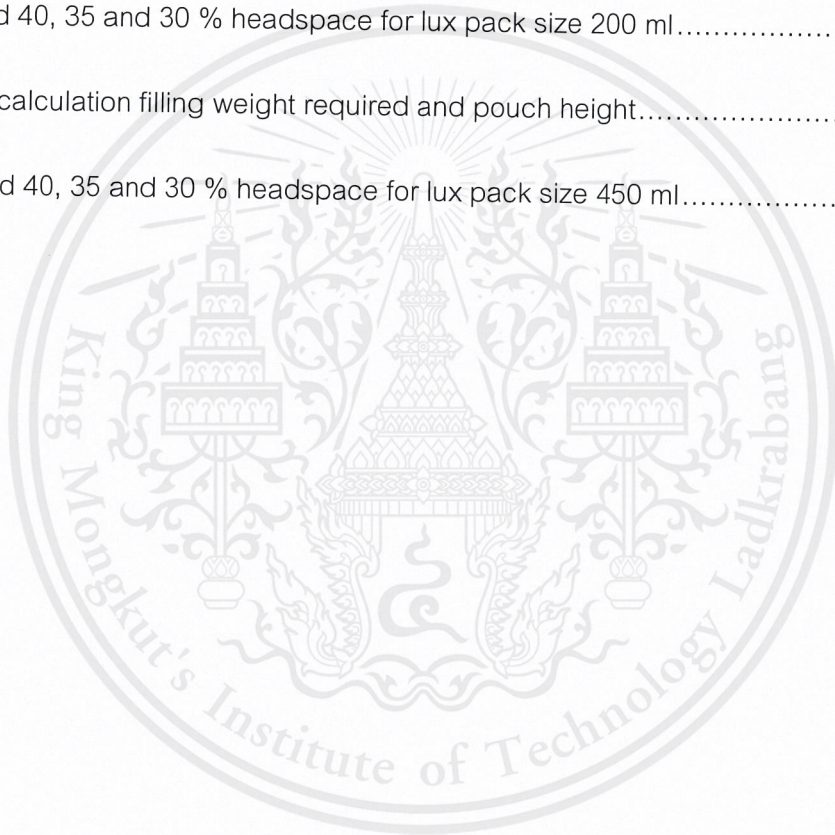 d 40, 35 and 30 % headspace for lux pack size 200 ml....................
calculation filling weight required and pouch height.........................
d 40, 35 and 30 % headspace for lux pack size 450 ml....................
King Mongkut's Institute of Technology Ladkrabang